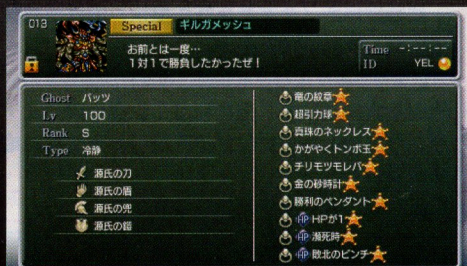 013 Special ギルガメッシュ
お前とは一度…
1対1で勝負したかったぜ!
Time -:--:--
ID YEL
Ghost バッツ
Lv 100
Rank S
Type 冷静
源氏の刀
源氏の盾
源氏の兜
源氏の鎧
竜の紋章
超引力球
真珠のネックレス
かがやくトンボ玉
チリモツモレバ
金の砂時計
勝利のペンダント
AP HPが1
AP 瀕死時
AP 敗北のピンチ